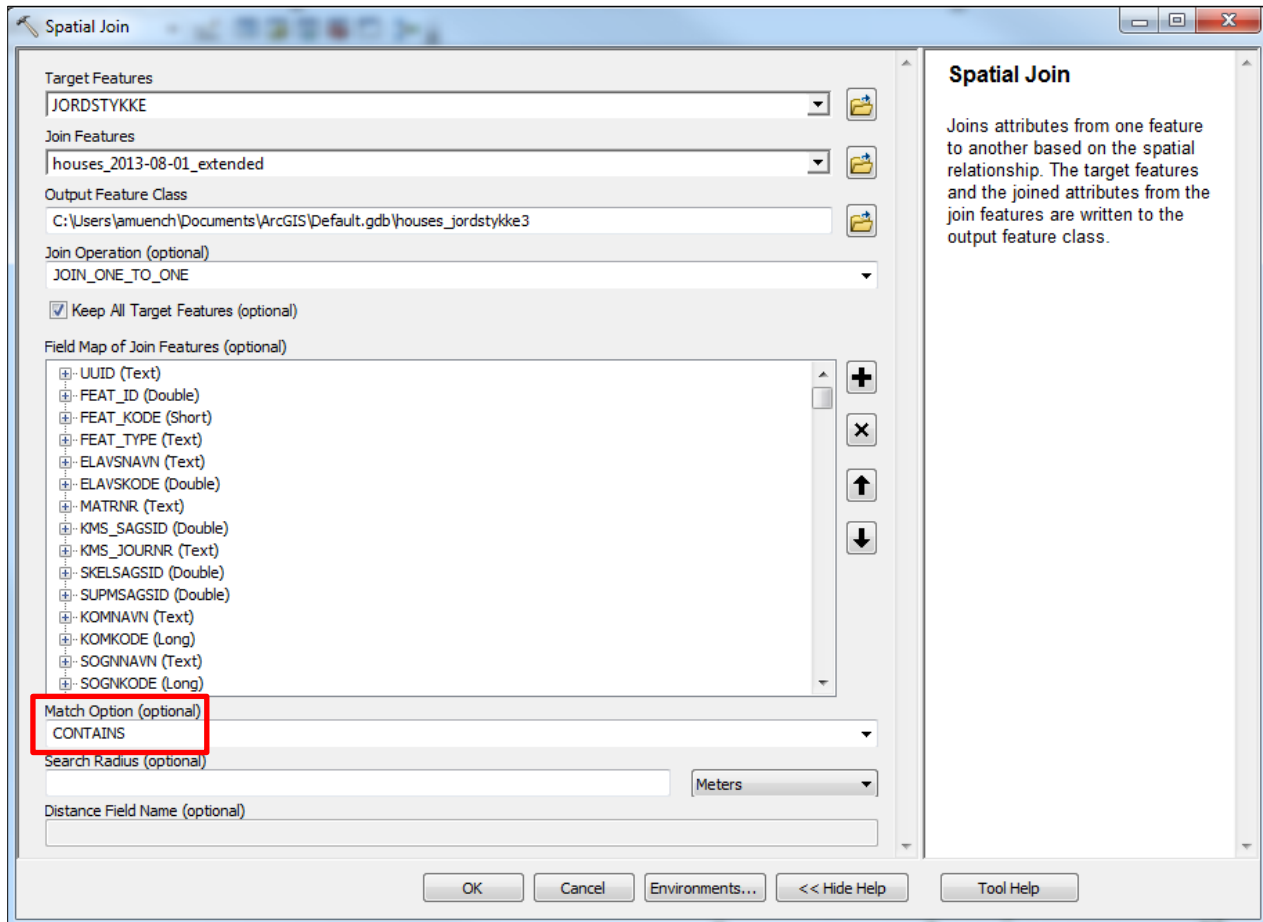 Spatial Join
Target Features
JORDSTYKKE
Join Features
houses_2013-08-01_extended
Output Feature Class
C:\Users\amuench\Documents\ArcGIS\Default.gdb\houses_jordstykke3
Join Operation (optional)
JOIN_ONE_TO_ONE
Keep All Target Features (optional)
Field Map of Join Features (optional)
UUID (Text)
FEAT_ID (Double)
FEAT_KODE (Short)
FEAT_TYPE (Text)
ELAVSNAVN (Text)
ELAVSKODE (Double)
MATRNR (Text)
KMS_SAGSID (Double)
KMS_JOURNR (Text)
SKELSAGSID (Double)
SUPMSAGSID (Double)
KOMNAVN (Text)
KOMKODE (Long)
SOGNNAVN (Text)
SOGNKODE (Long)
Match Option (optional)
CONTAINS
Search Radius (optional)
Meters
Distance Field Name (optional)
OK
Cancel
Environments...
<< Hide Help
Tool Help
Spatial Join
Joins attributes from one feature
to another based on the spatial
relationship. The target features
and the joined attributes from the
join features are written to the
output feature class.